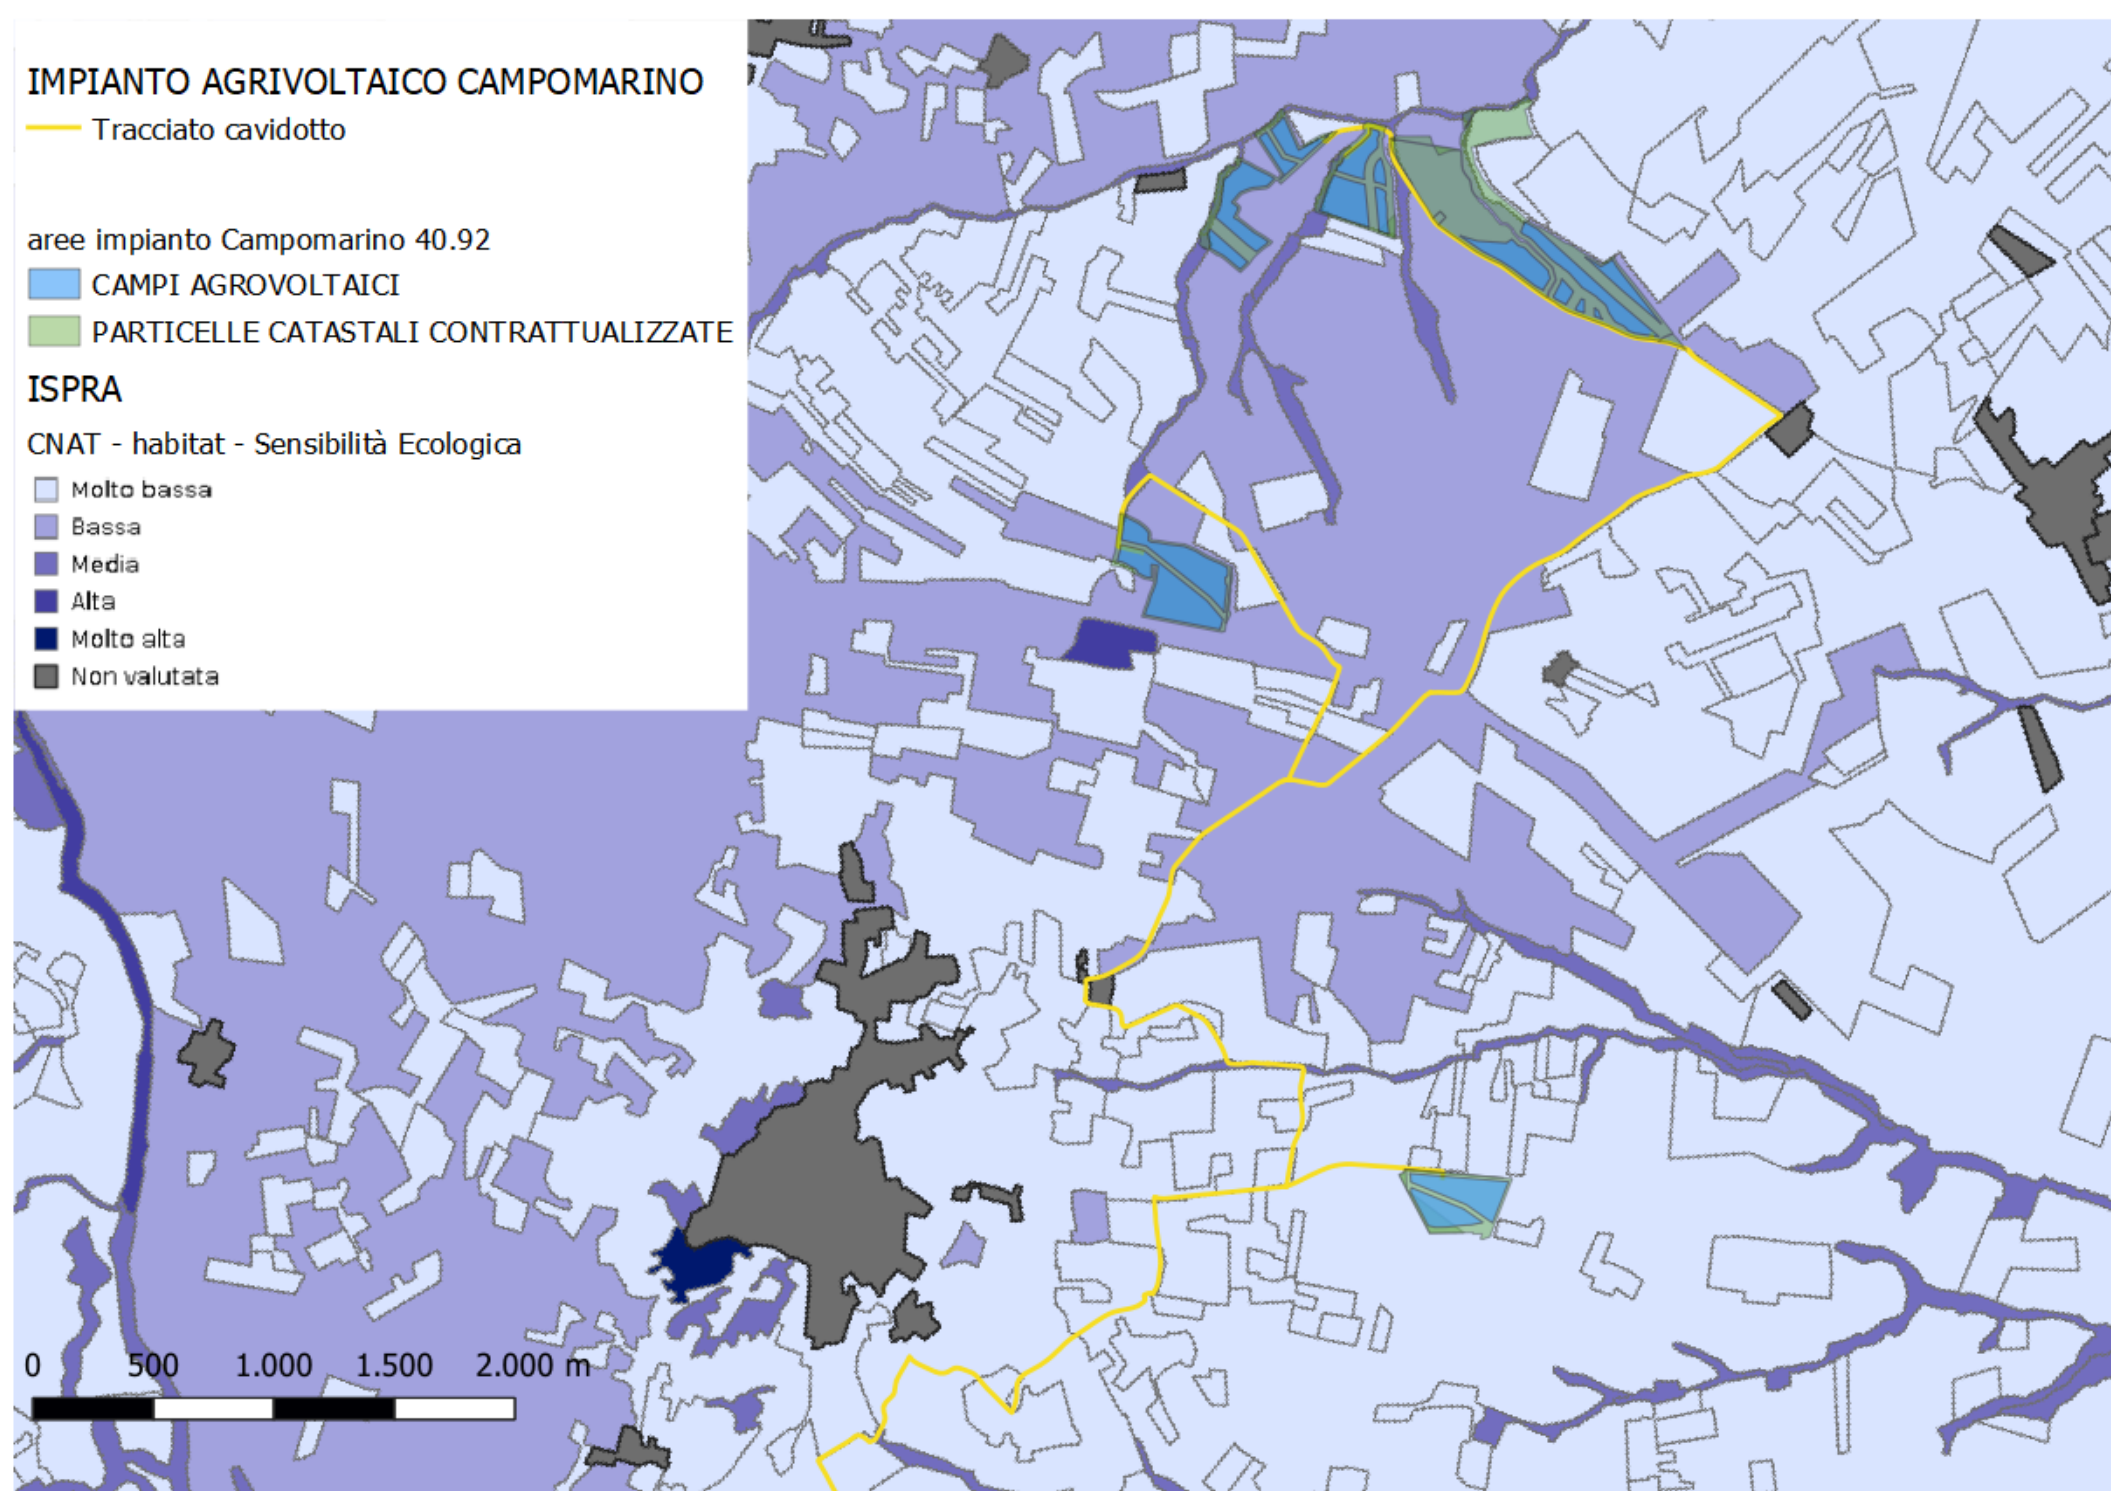 IMPIANTO AGRIVOLTAICO CAMPOMARINO
Tracciato cavidotto
aree impianto Campomarino 40.92
CAMPI AGROVOLTAICI
PARTICELLE CATASTALI CONTRATTUALIZZATE
ISPRA
CNAT - habitat - Sensibilità Ecologica
Molto bassa
Bassa
Media
Alta
Molto alta
Non valutata
0 500 1.000 1.500 2.000 m